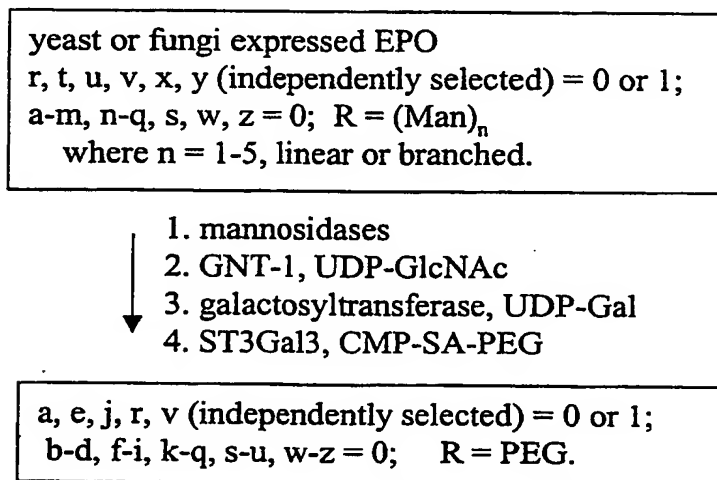 yeast or fungi expressed EPO
r, t, u, v, x, y (independently selected) = 0 or 1;
a-m, n-q, s, w, z = 0; R = (Man)n
where n = 1-5, linear or branched.
1. mannosidases
2. GNT-1, UDP-GlcNAc
3. galactosyltransferase, UDP-Gal
4. ST3Gal3, CMP-SA-PEG
a, e, j, r, v (independently selected) = 0 or 1;
b-d, f-i, k-q, s-u, w-z = 0; R = PEG.